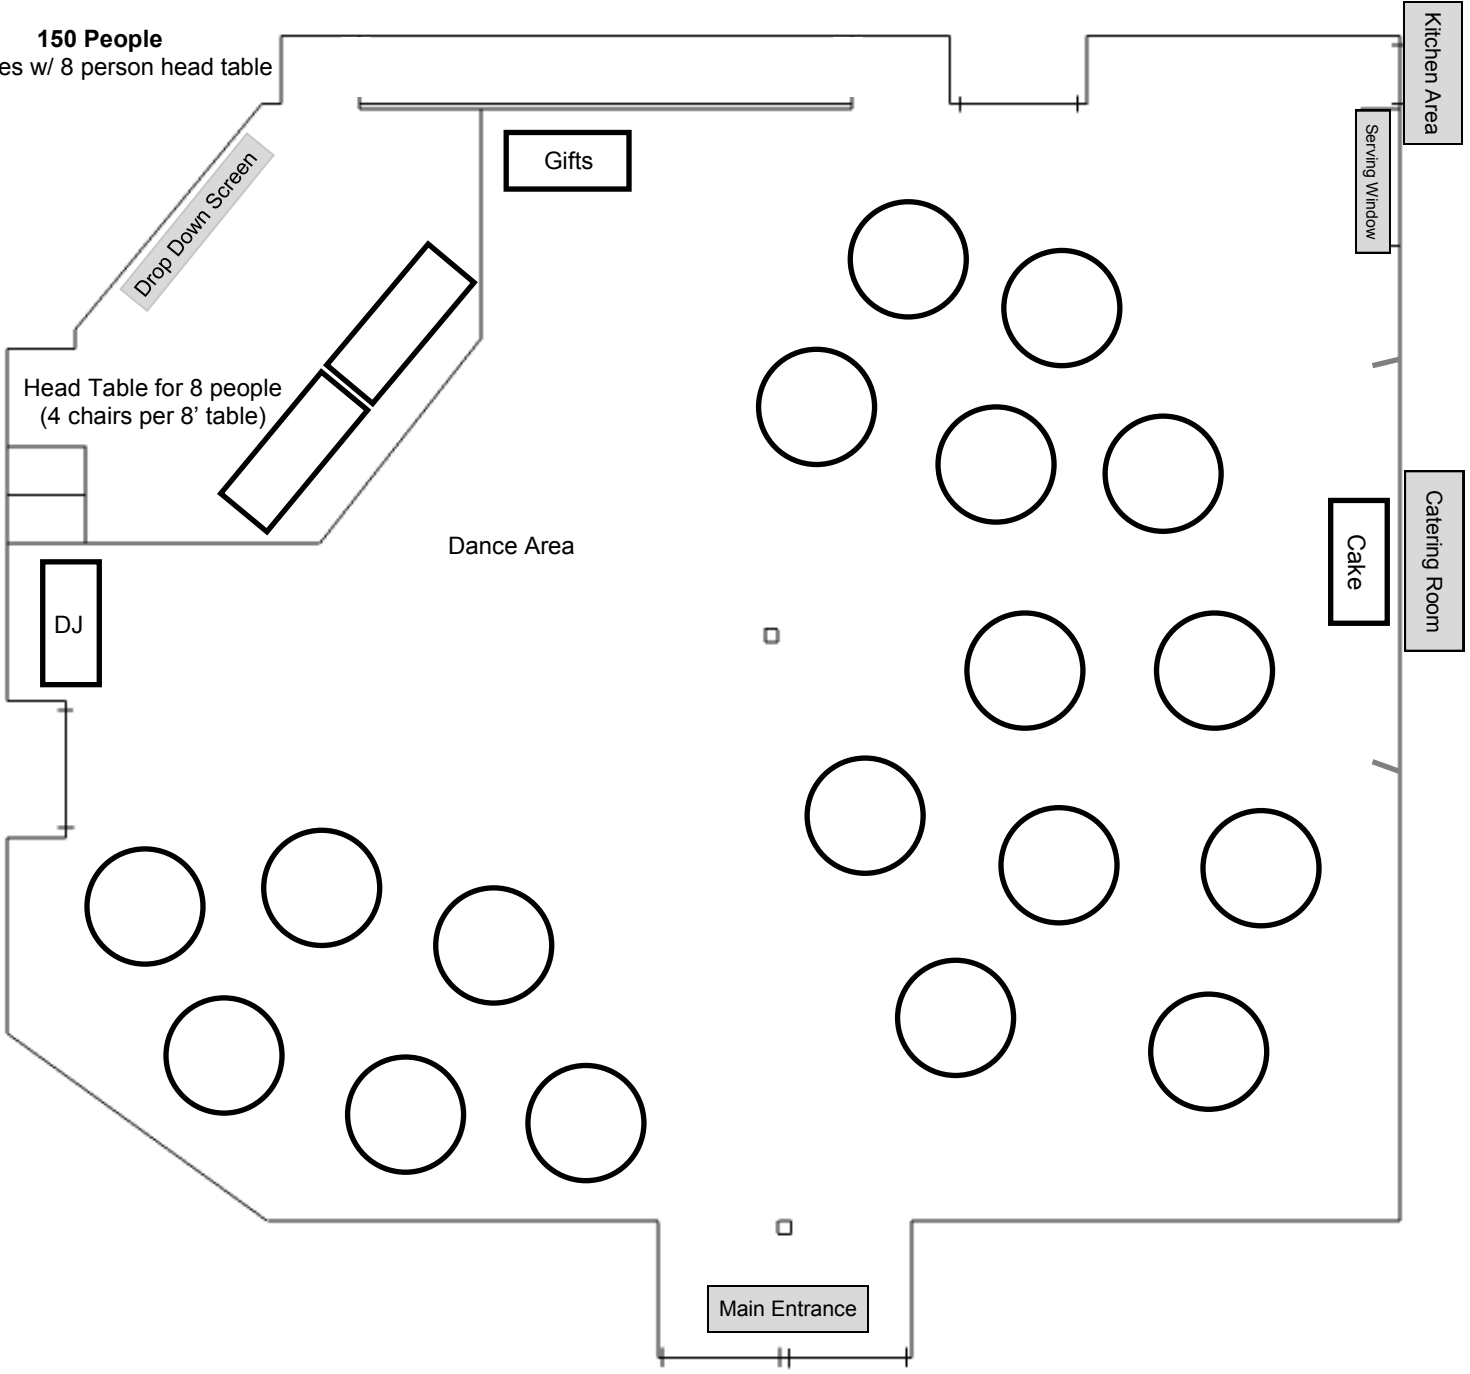 150 People
es w/ 8 person head table
Kitchen Area
Serving Window
Gifts
Drop Down Screen
Head Table for 8 people
(4 chairs per 8’ table)
Dance Area
Cake
Catering Room
DJ
Main Entrance